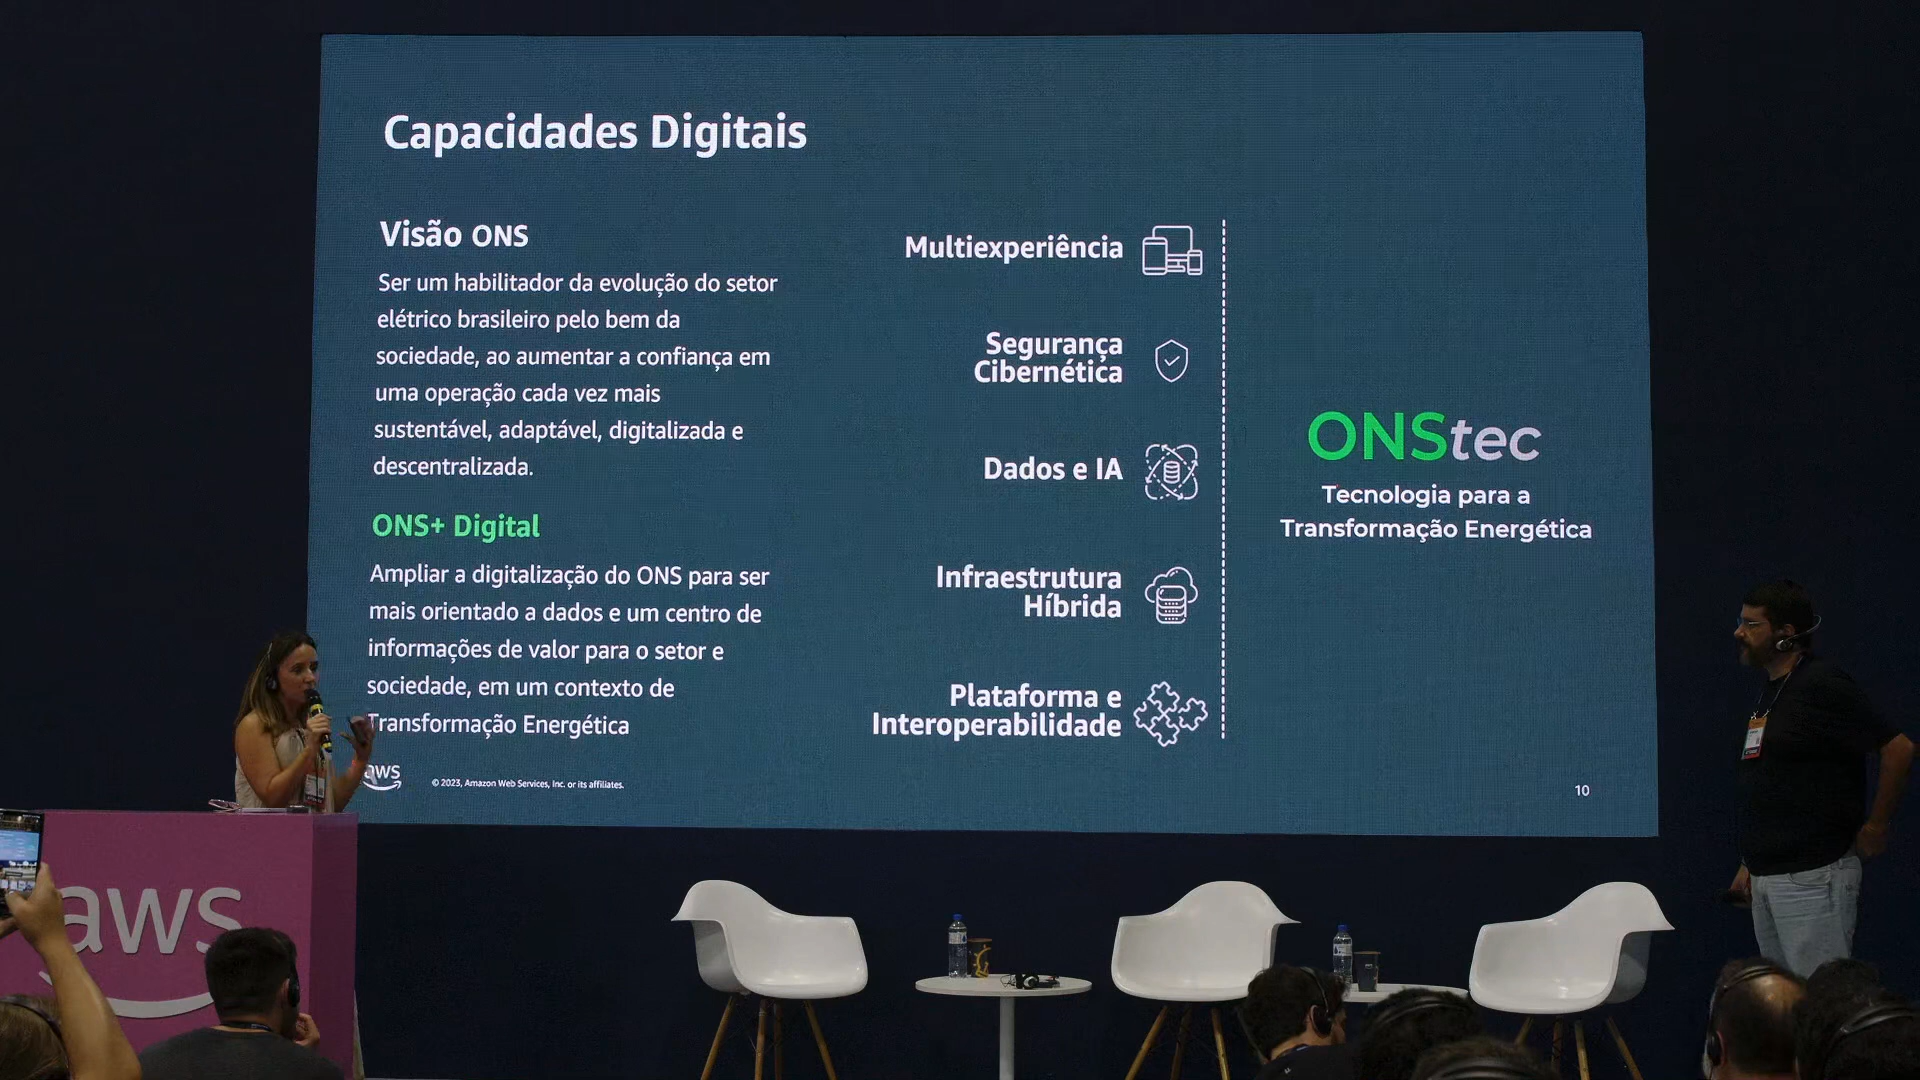 Capacidades Digitais
Visão ONS
Ser um habilitador da evolução do setor
elétrico brasileiro pelo bem da
sociedade, ao aumentar a confiança em
uma operação cada vez mais
sustentável, adaptável, digitalizada e
descentralizada.
ONS+ Digital
Ampliar a digitalização do ONS para ser
mais orientado a dados e um centro de
informações de valor para o setor e
sociedade, em um contexto de
Transformação Energética
Multiexperiência
Segurança
Cibernética
Dados e IA
Infraestrutura
Híbrida
Plataforma e
Interoperabilidade
ONStec
Tecnologia para a
Transformação Energética
aws
© 2023, Amazon Web Services, Inc. or its affiliates.
10
aws